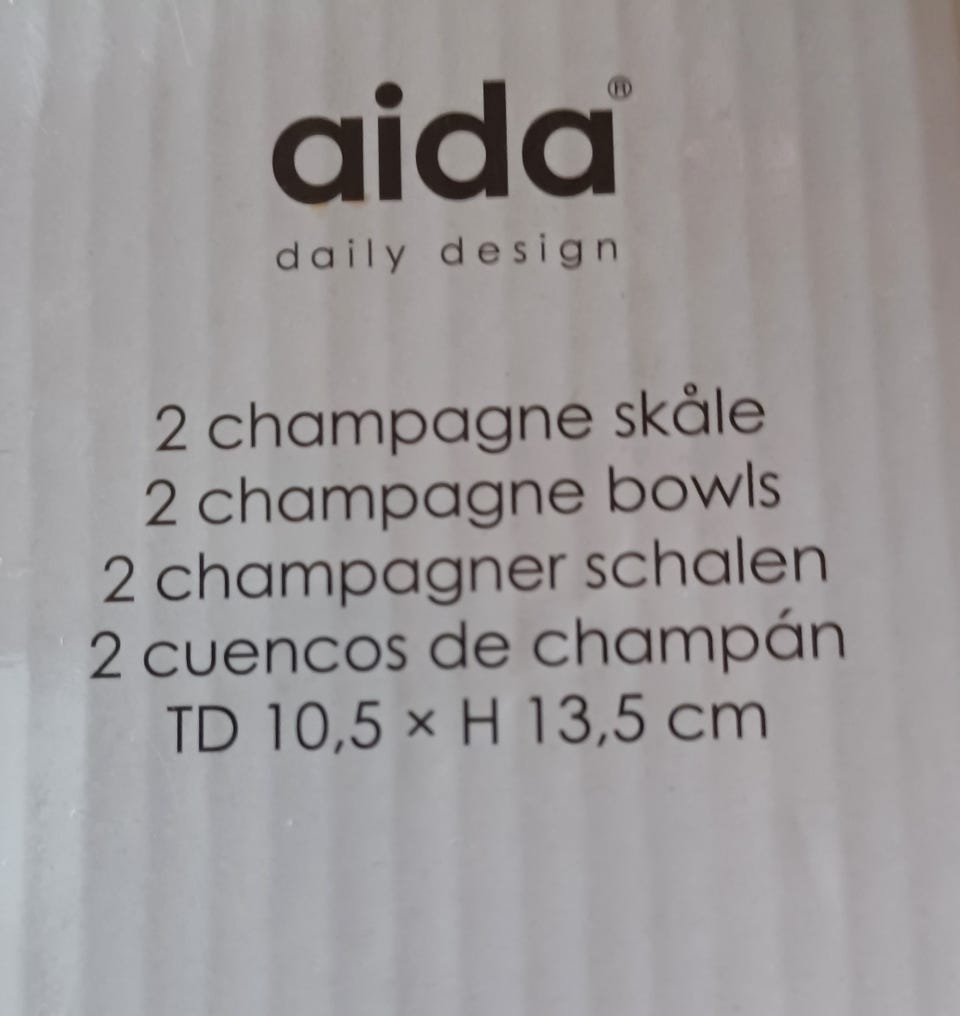 aida®
daily design
2 champagne skåle
2 champagne bowls
2 champagner schalen
2 cuencos de champán
TD 10,5 × H 13,5 cm